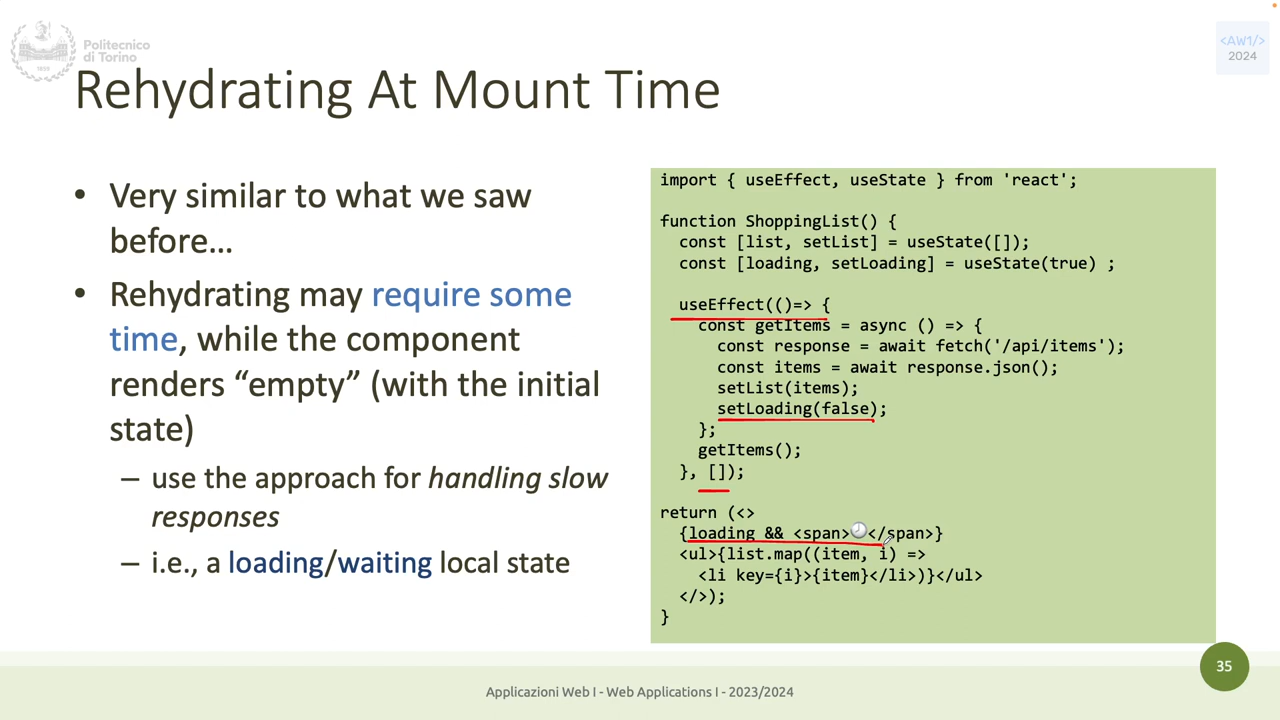 Politecnico
di Torino
1859
<AW1/>
2024
Rehydrating At Mount Time
• Very similar to what we saw
before…
• Rehydrating may require some
time, while the component
renders “empty” (with the initial
state)
– use the approach for handling slow
responses
– i.e., a loading/waiting local state
import { useEffect, useState } from 'react';
function ShoppingList() {
const [list, setList] = useState([]);
const [loading, setLoading] = useState(true) ;
useEffect(()=> {
const getItems = async () => {
const response = await fetch('/api/items');
const items = await response.json();
setList(items);
setLoading(false);
};
getItems();
}, []);
return (<>
{loading && <span>🕗</span>}
<ul>{list.map((item, i) =>
<li key={i}>{item}</li>)}</ul>
</>);
}
35
Applicazioni Web I - Web Applications I - 2023/2024